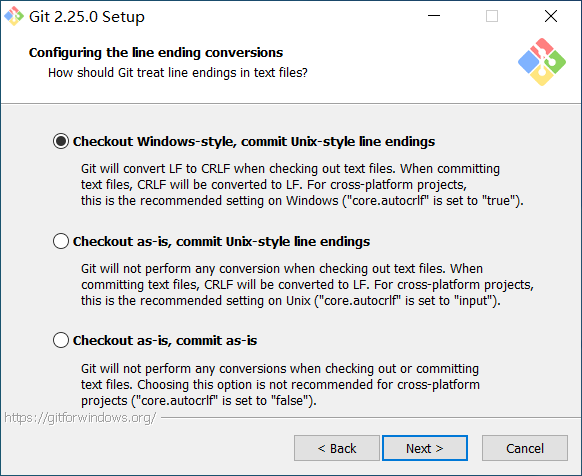 Git 2.25.0 Setup
Configuring the line ending conversions
How should Git treat line endings in text files?
Checkout Windows-style, commit Unix-style line endings
Git will convert LF to CRLF when checking out text files. When committing
text files, CRLF will be converted to LF. For cross-platform projects,
this is the recommended setting on Windows ("core.autocrlf" is set to "true").
Checkout as-is, commit Unix-style line endings
Git will not perform any conversion when checking out text files. When
committing text files, CRLF will be converted to LF. For cross-platform projects,
this is the recommended setting on Unix ("core.autocrlf" is set to "input").
Checkout as-is, commit as-is
Git will not perform any conversions when checking out or committing
text files. Choosing this option is not recommended for cross-platform
projects ("core.autocrlf" is set to "false").
https://gitforwindows.org/
< Back
Next >
Cancel